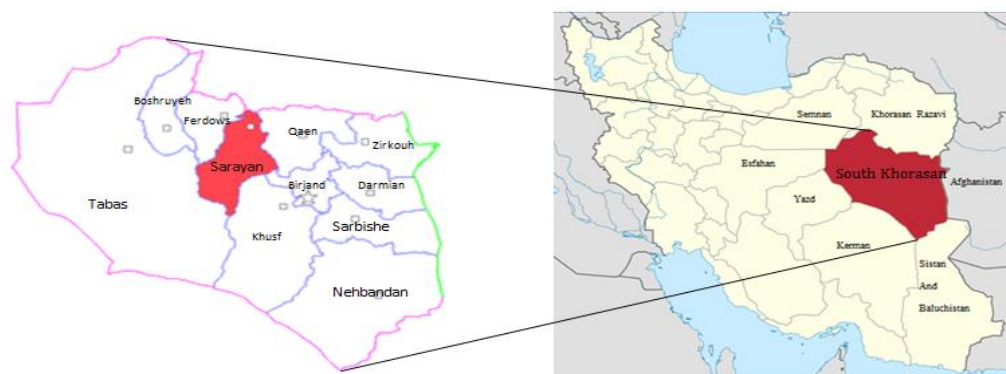 Boshruyeh
Ferdows
Qaen
Zirkouh
Sarayan
Birjand
Darmian
Tabas
Khusf
Sarbishe
Nehbandan
Semnan
Khorasan Razavi
Esfahan
South Khorasan
Afghanistan
Yazd
Kerman
Sistan
And
Baluchistan